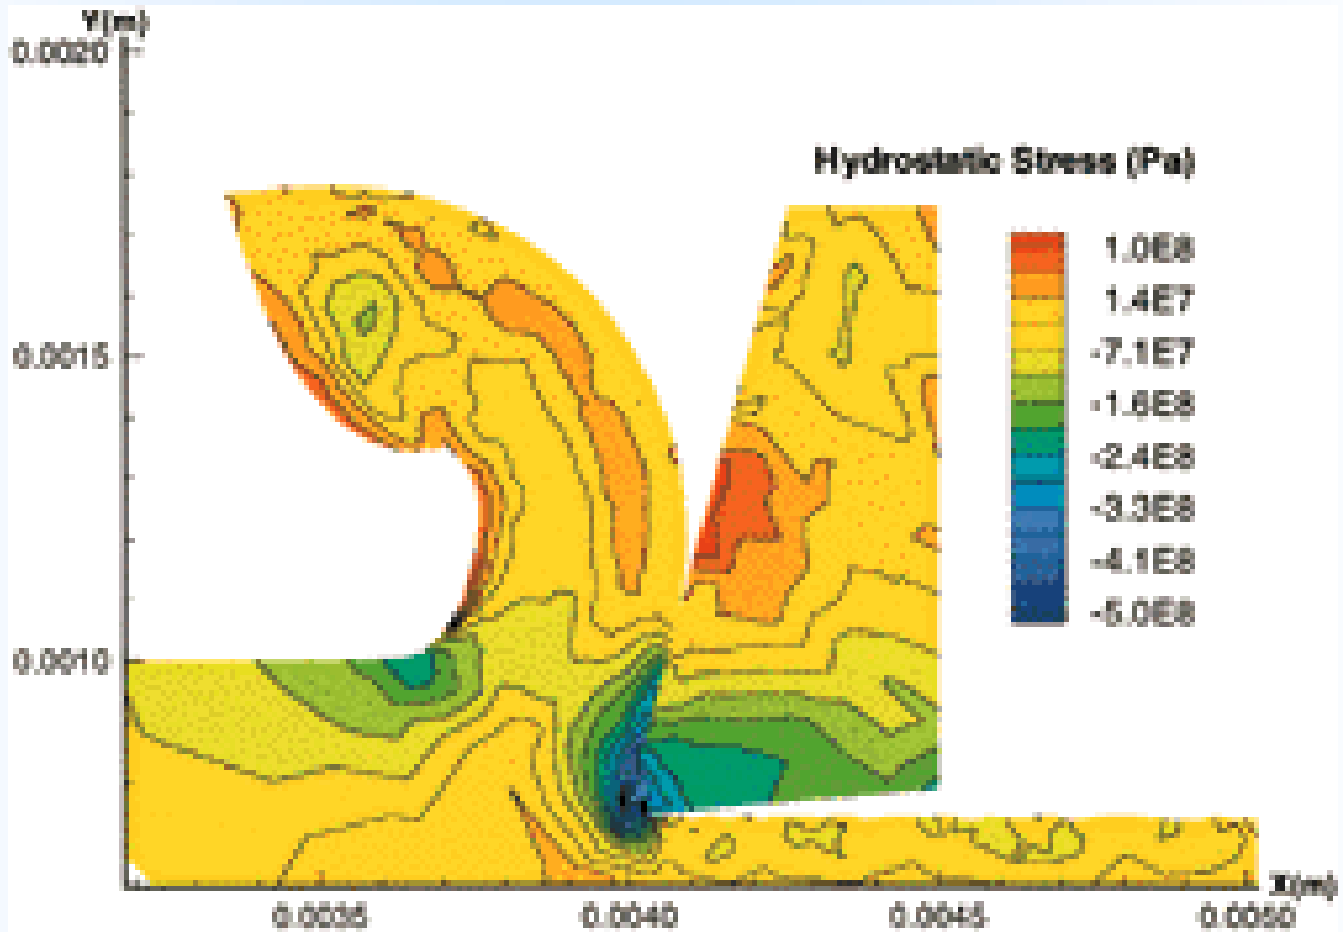 Y(m)
0.0020
Hydrostatic Stress (Pa)
1.0E8
1.4E7
-7.1E7
-1.6E8
-2.4E8
-3.3E8
-4.1E8
-5.0E8
0.0015
0.0010
X(m)
0.0035
0.0040
0.0045
0.0050